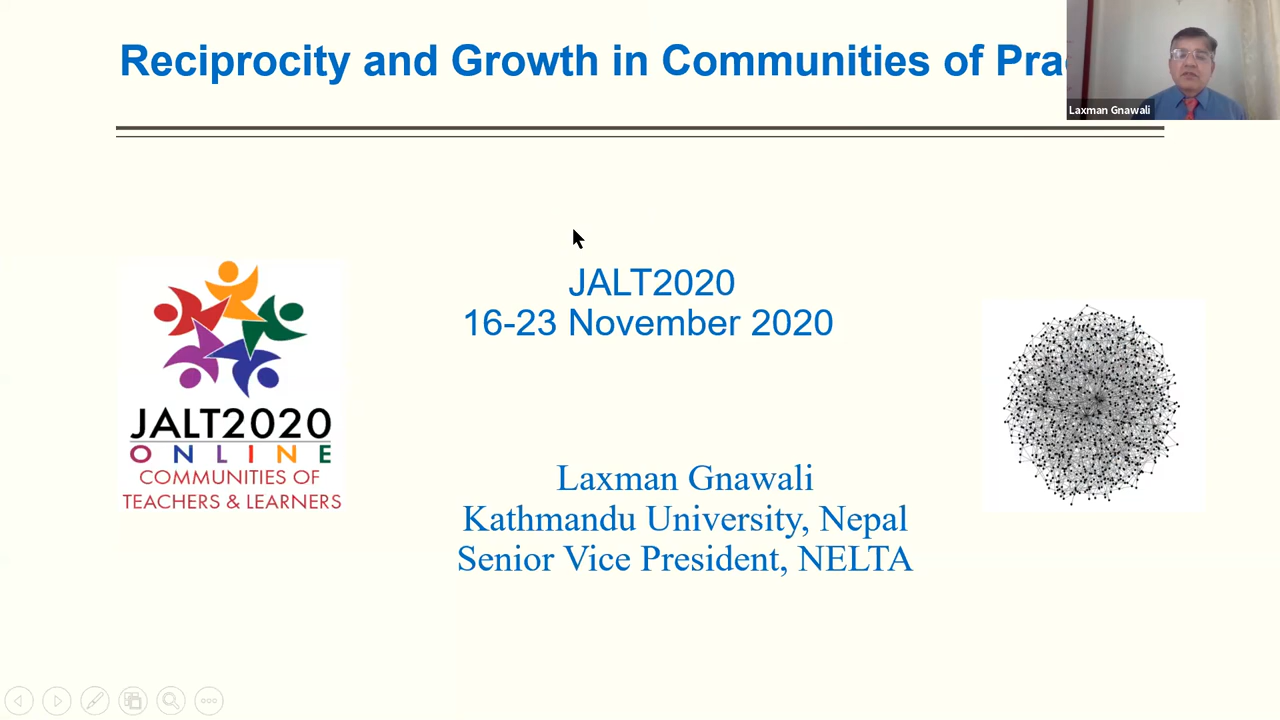 Reciprocity and Growth in Communities of Pra
Laxman Gnawali
JALT2020
16-23 November 2020
JALT2020
ONLINE
COMMUNITIES OF
TEACHERS & LEARNERS
Laxman Gnawali
Kathmandu University, Nepal
Senior Vice President, NELTA